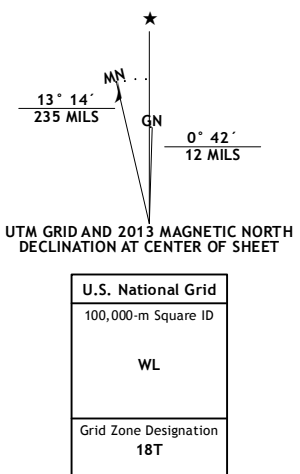 ★
MN
GN
13° 14´
235 MILS
0° 42´
12 MILS
UTM GRID AND 2013 MAGNETIC NORTH
DECLINATION AT CENTER OF SHEET
U.S. National Grid
100,000-m Square ID
WL
Grid Zone Designation
18T